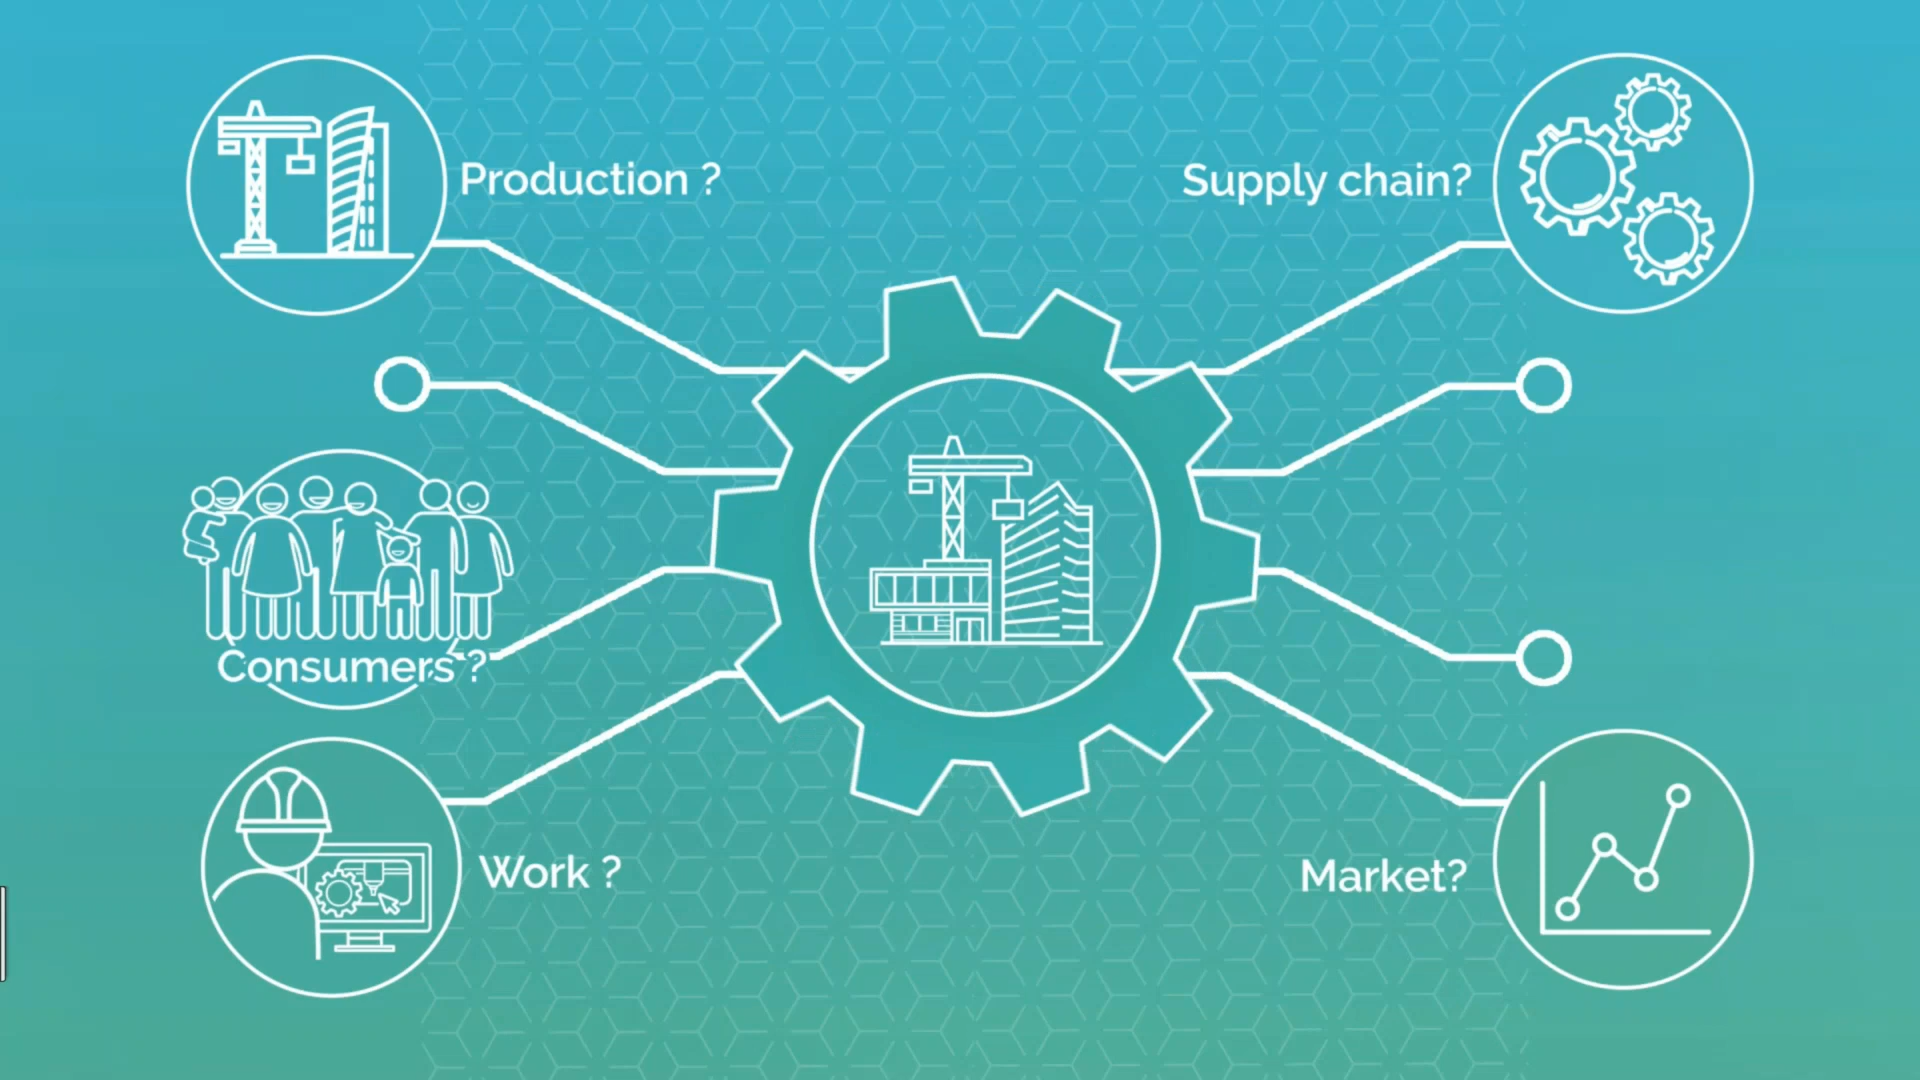 Production ?
Supply chain?
Consumers ?
Work ?
Market?